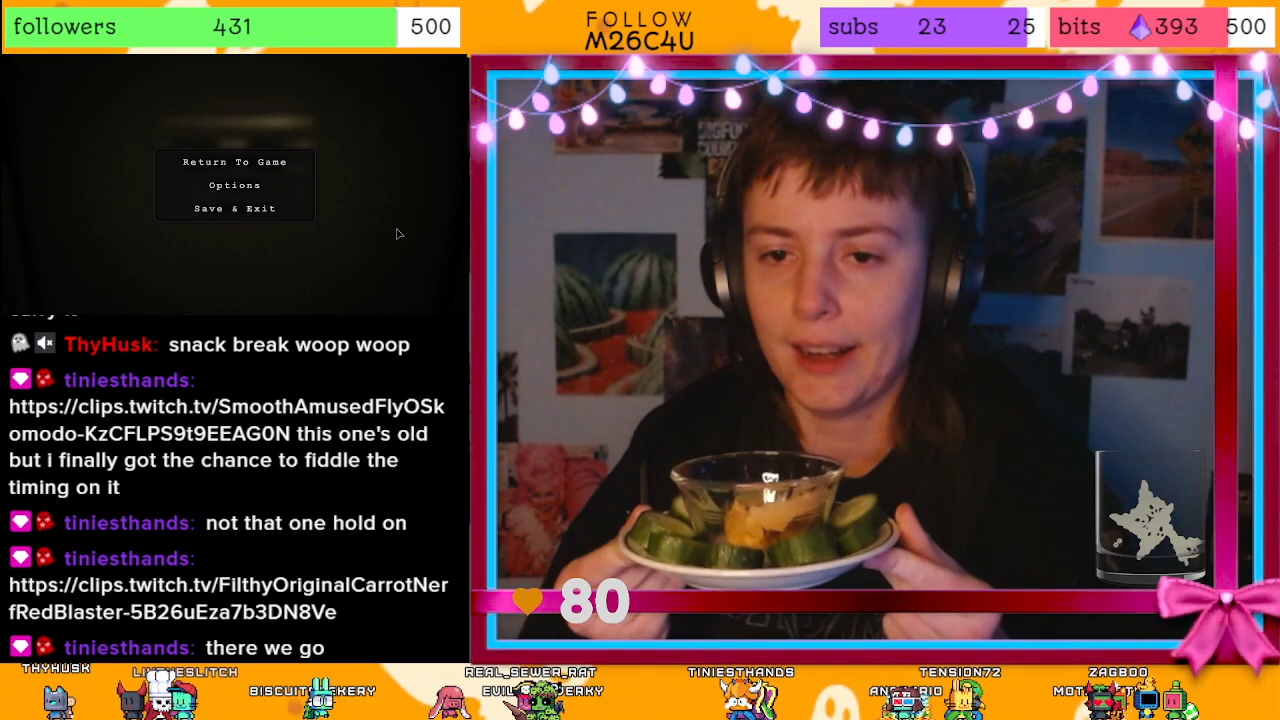 followers 431 500
FOLLOW
M26C4U
subs 23 25
bits 393 500
Return To Game
Options
Save & Exit
ThyHusk: snack break woop woop
tiniesthands:
https://clips.twitch.tv/SmoothAmusedFlyOSk
omodo-KzCFLPS9t9EEAG0N this one's old
but i finally got the chance to fiddle the
timing on it
tiniesthands: not that one hold on
tiniesthands:
https://clips.twitch.tv/FilthyOriginalCarrotNer
fRedBlaster-5B26uEza7b3DN8Ve
tiniesthands: there we go
80
THYHUSK
REAL_SEWER_RAT
TINIESTHANDS
TENSION72
ZAGBOO